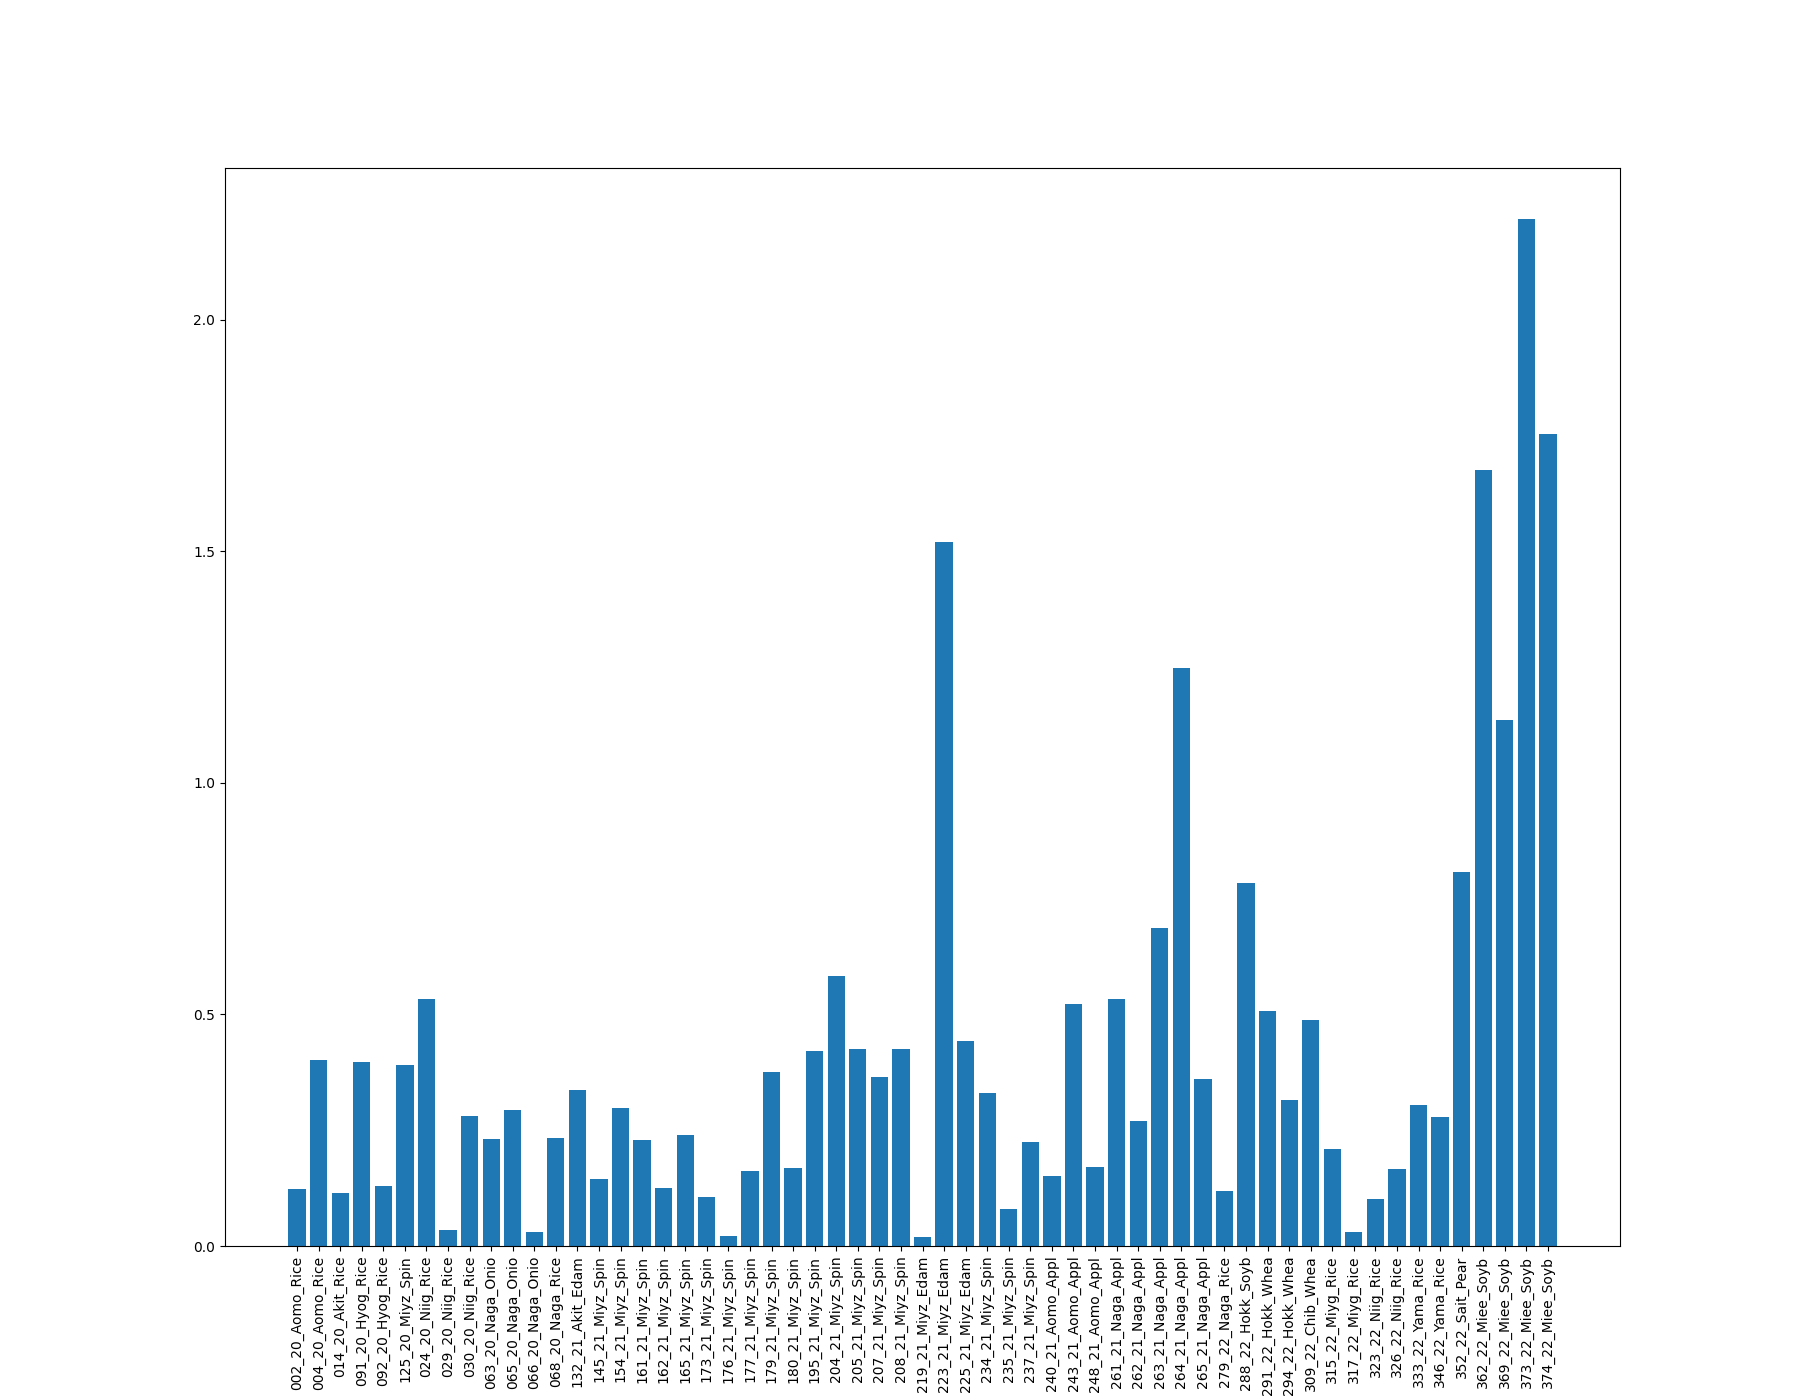 2.0
1.5
1.0
0.5
0.0
002_20_Aomo_Rice
004_20_Aomo_Rice
014_20_Akit_Rice
091_20_Hyog_Rice
092_20_Hyog_Rice
125_20_Miyz_Spin
024_20_Niig_Rice
029_20_Niig_Rice
030_20_Niig_Rice
063_20_Naga_Onio
065_20_Naga_Onio
066_20_Naga_Onio
068_20_Naga_Rice
132_21_Akit_Edam
145_21_Miyz_Spin
154_21_Miyz_Spin
161_21_Miyz_Spin
162_21_Miyz_Spin
165_21_Miyz_Spin
173_21_Miyz_Spin
176_21_Miyz_Spin
177_21_Miyz_Spin
179_21_Miyz_Spin
180_21_Miyz_Spin
195_21_Miyz_Spin
204_21_Miyz_Spin
205_21_Miyz_Spin
207_21_Miyz_Spin
208_21_Miyz_Spin
219_21_Miyz_Edam
223_21_Miyz_Edam
225_21_Miyz_Edam
234_21_Miyz_Spin
235_21_Miyz_Spin
237_21_Miyz_Spin
240_21_Aomo_Appl
243_21_Aomo_Appl
248_21_Aomo_Appl
261_21_Naga_Appl
262_21_Naga_Appl
263_21_Naga_Appl
264_21_Naga_Appl
265_21_Naga_Appl
279_22_Naga_Rice
288_22_Hokk_Soyb
291_22_Hokk_Whea
294_22_Hokk_Whea
309_22_Chib_Whea
315_22_Miyg_Rice
317_22_Miyg_Rice
323_22_Niig_Rice
326_22_Niig_Rice
333_22_Yama_Rice
346_22_Yama_Rice
352_22_Sait_Pear
362_22_Miee_Soyb
369_22_Miee_Soyb
373_22_Miee_Soyb
374_22_Miee_Soyb